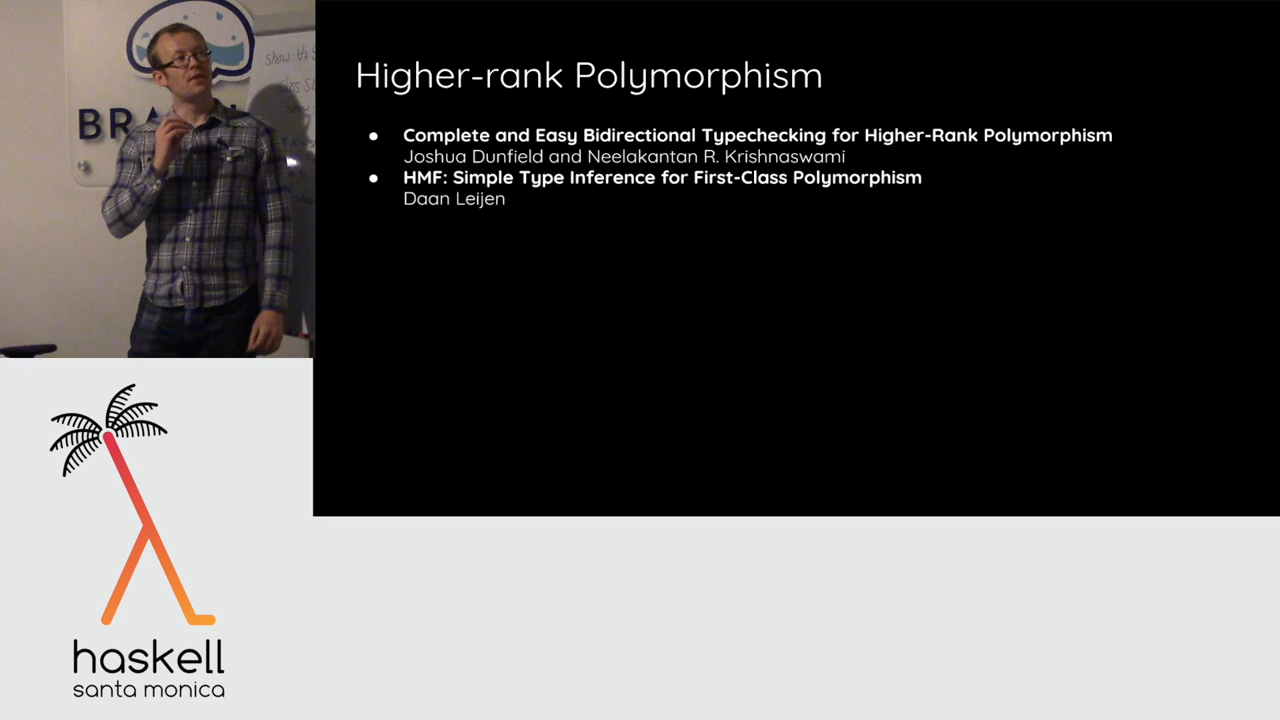 Higher-rank Polymorphism
● Complete and Easy Bidirectional Typechecking for Higher-Rank Polymorphism
Joshua Dunfield and Neelakantan R. Krishnaswami
● HMF: Simple Type Inference for First-Class Polymorphism
Daan Leijen
BRA
haskell
santa monica